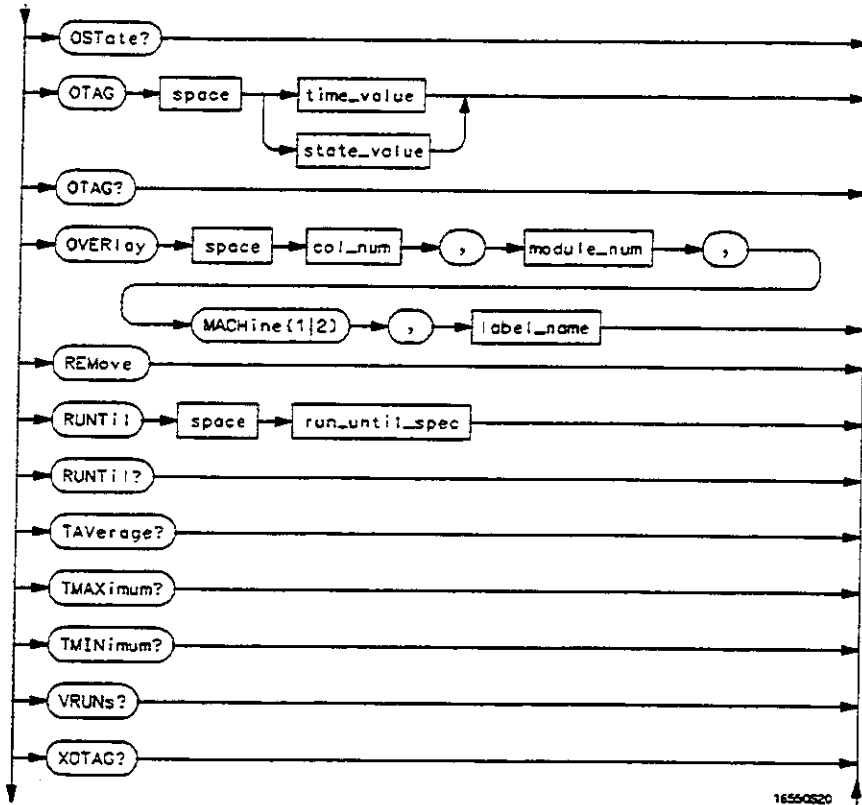 OSTate?
OTAG space time_value
state_value
OTAG?
OVERlay space col_num , module_num ,
MACHine{1|2} , label_name
REMove
RUNTil space run_until_spec
RUNTil?
TAVerage?
TMAXimum?
TMINimum?
VRUNs?
XOTAG?
16550S20